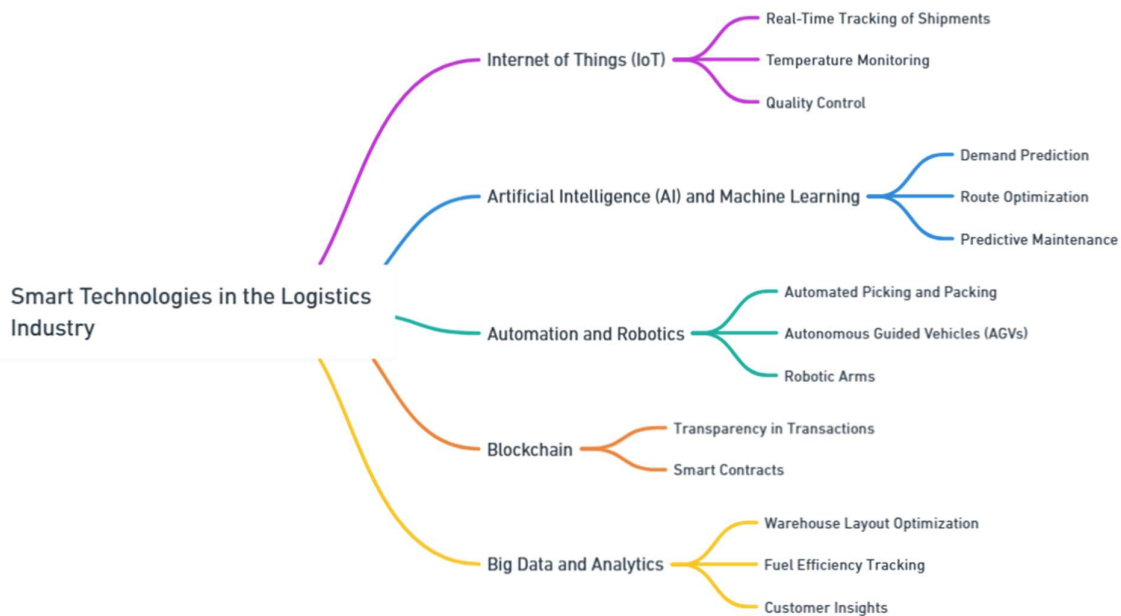 Smart Technologies in the Logistics
Industry
Internet of Things (IoT)
Real-Time Tracking of Shipments
Temperature Monitoring
Quality Control
Artificial Intelligence (AI) and Machine Learning
Demand Prediction
Route Optimization
Predictive Maintenance
Automation and Robotics
Automated Picking and Packing
Autonomous Guided Vehicles (AGVs)
Robotic Arms
Blockchain
Transparency in Transactions
Smart Contracts
Big Data and Analytics
Warehouse Layout Optimization
Fuel Efficiency Tracking
Customer Insights